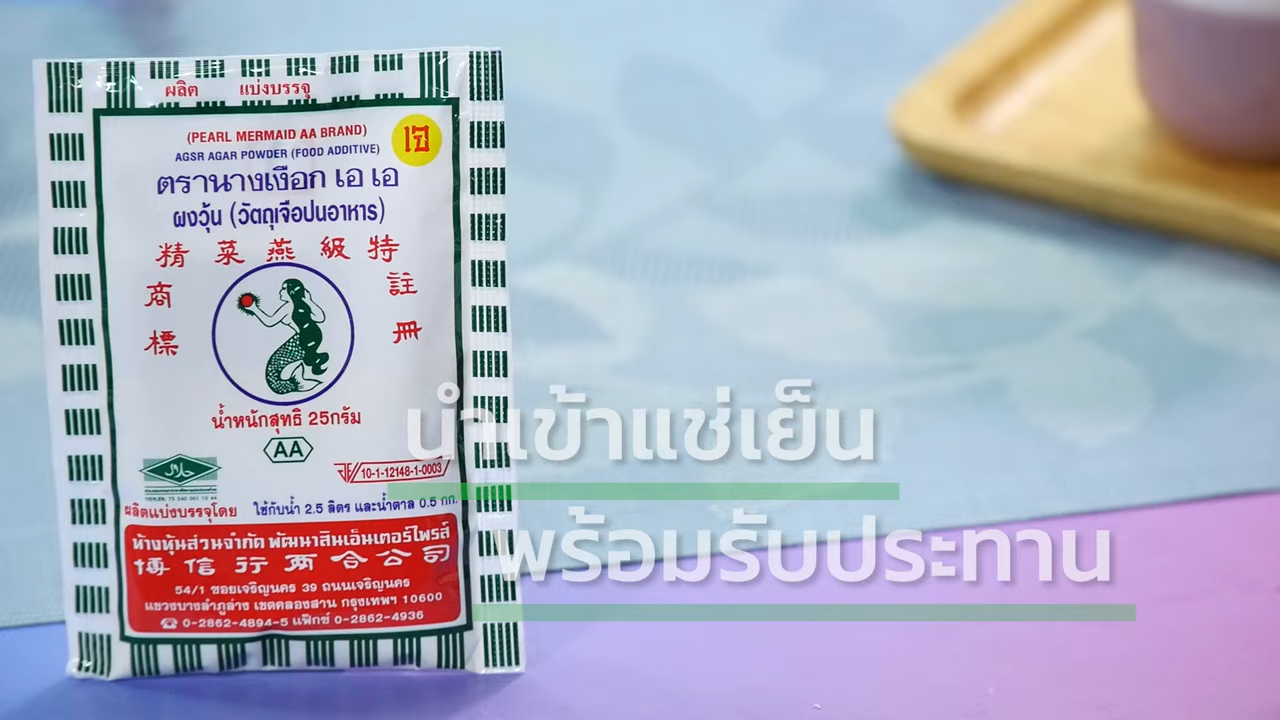 ผลิต แบ่งบรรจุ
(PEARL MERMAID AA BRAND)
เจ
AGSR AGAR POWDER (FOOD ADDITIVE)
ตรานางเงือก เอ เอ
ผงวุ้น (วัตถุเจือปนอาหาร)
精菜燕級特
商 註
標 冊
น้ำหนักสุทธิ 25กรัม
AA
10-1-12148-1-0003
ผลิตแบ่งบรรจุโดย ใช้กับน้ำ 2.5 ลิตร และน้ำตาล 0.5 กก.
ห้างหุ้นส่วนจำกัด พัฒนาสินเอ็นเตอร์ไพรส์
博信行兩合公司
54/1 ซอยเจริญนคร 39 ถนนเจริญนคร
แขวงบางลำภูล่าง เขตคลองสาน กรุงเทพฯ 10600
☎ 0-2862-4894-5 แฟ๊กซ์ 0-2862-4936
นำเข้าแช่เย็น
พร้อมรับประทาน